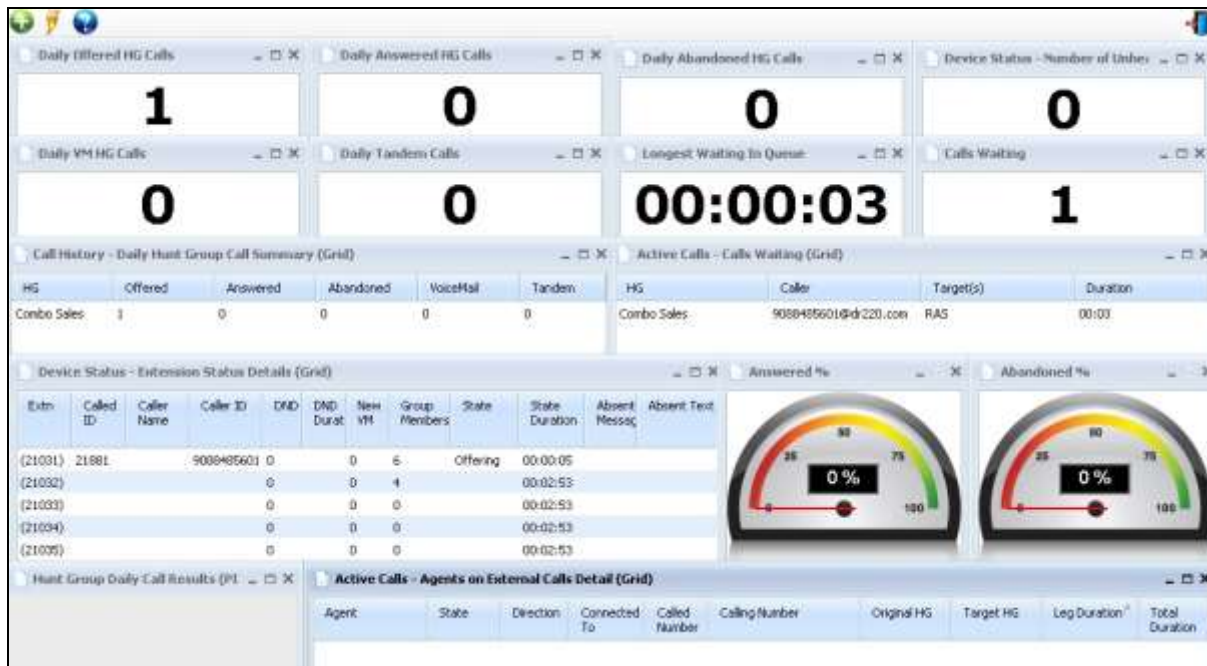 Daily Offered HG Calls
Daily Answered HG Calls
Daily Abandoned HG Calls
Device Status - Number of Unhe
1
0
0
0
Daily VM HG Calls
Daily Tandem Calls
Longest Waiting In Queue
Calls Waiting
0
0
00:00:03
1
Call History - Daily Hunt Group Call Summary (Grid)
HG Offered Answered Abandoned VoiceMail Tandem
Combo Sales 1 0 0 0 0
Active Calls - Calls Waiting (Grid)
HG Caller Target(s) Duration
Combo Sales 9088485601@dr220.com RAS 00:03
Device Status - Extension Status Details (Grid)
Extn Called ID Caller Name Caller ID DND DND Durat New VM Group Members State State Duration Absent Messag Absent Text
(21031) 21881 9088485601 0 0 6 Offering 00:00:05
(21032) 0 0 4 00:02:53
(21033) 0 0 0 00:02:53
(21034) 0 0 0 00:02:53
(21035) 0 0 0 00:02:53
Answered %
0 25 50 75 100
0 %
Abandoned %
0 25 50 75 100
0 %
Hunt Group Daily Call Results (PI
Active Calls - Agents on External Calls Detail (Grid)
Agent State Direction Connected To Called Number Calling Number Original HG Target HG Leg Duration Total Duration